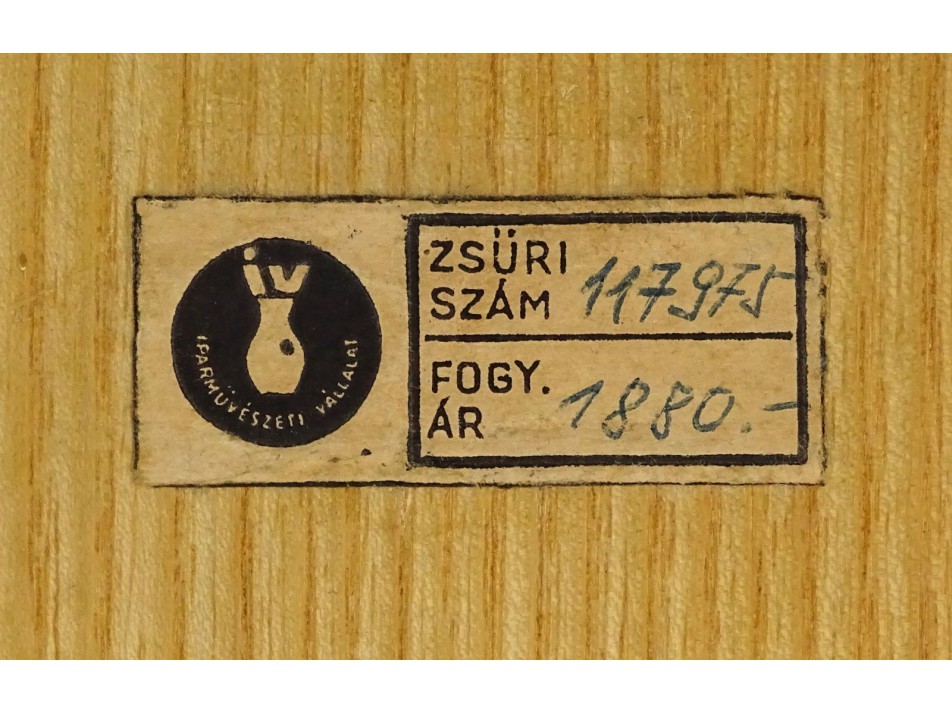 iv
IPARMŰVÉSZETI VÁLLALAT
ZSÜRI
SZÁM 117975
FOGY.
ÁR 1880.-